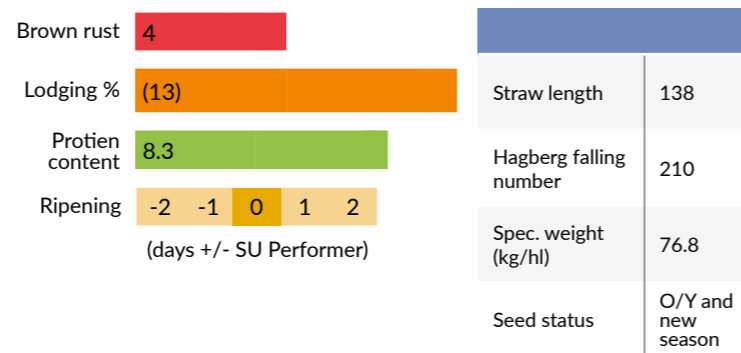 Brown rust 4
Lodging % (13)
Protien
content 8.3
Ripening -2 -1 0 1 2
(days +/- SU Performer)
Straw length 138
Hagberg falling
number 210
Spec. weight
(kg/hl) 76.8
Seed status O/Y and
new
season